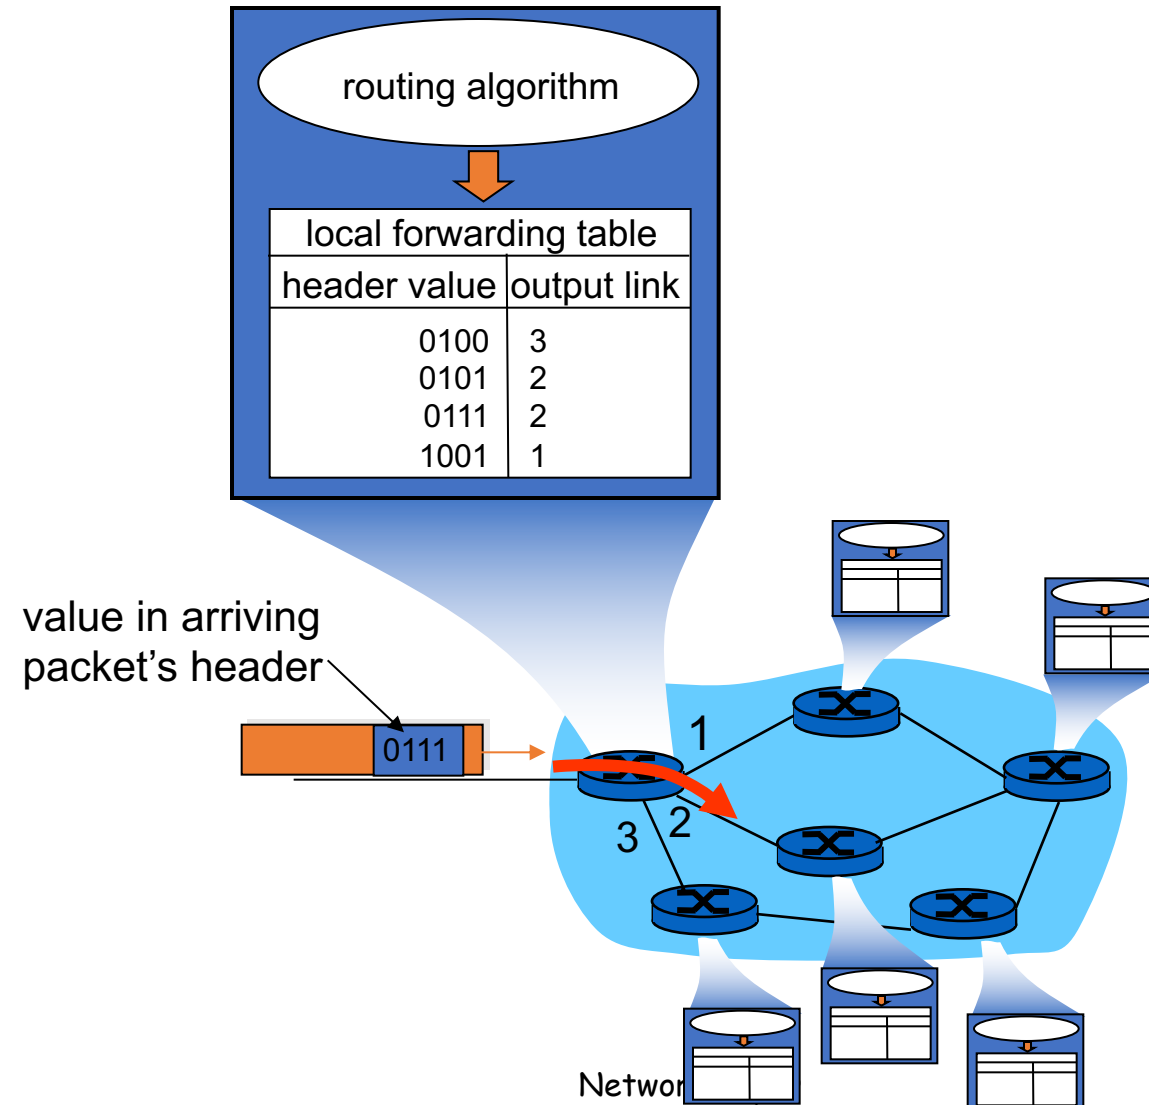 routing algorithm
local forwarding table
header value output link
0100 3
0101 2
0111 2
1001 1
value in arriving
packet’s header
0111
1
2
3